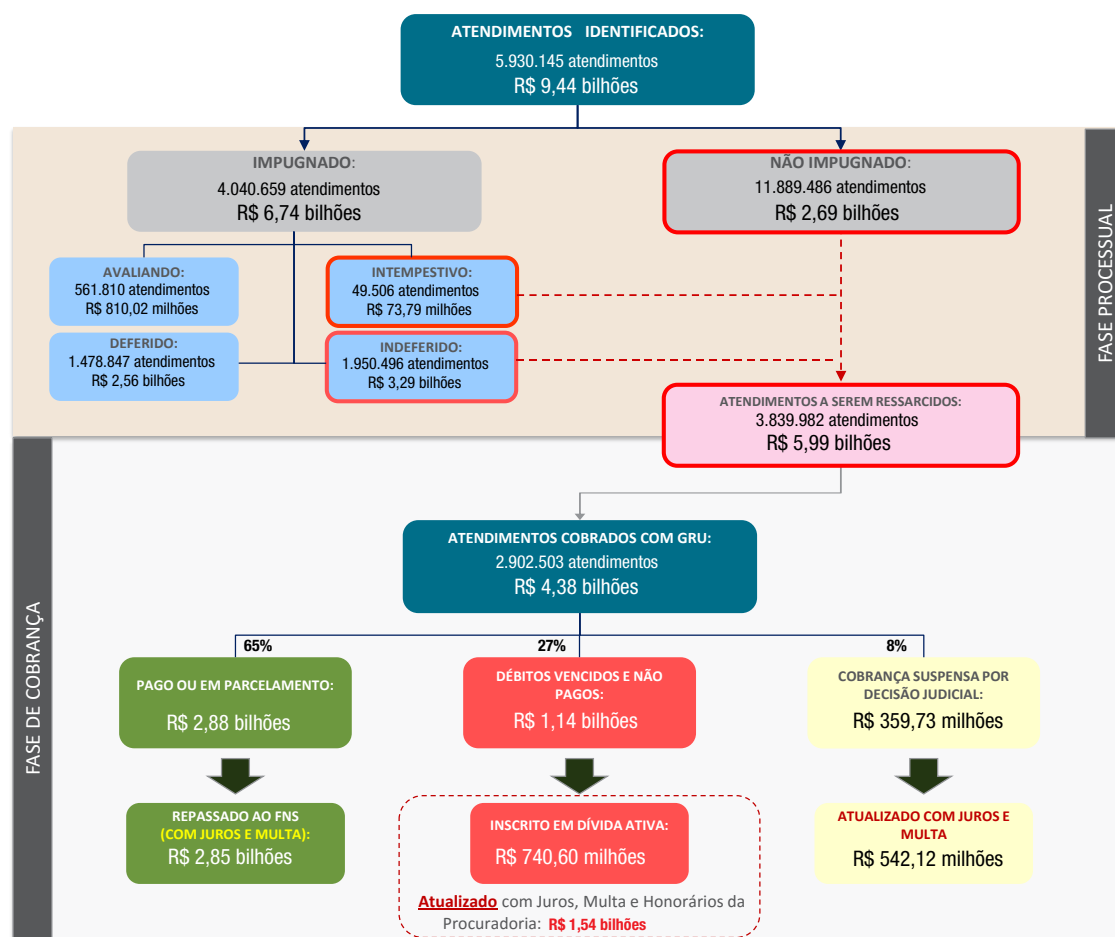 ATENDIMENTOS IDENTIFICADOS:
5.930.145 atendimentos
R$ 9,44 bilhões
FASE PROCESSUAL
IMPUGNADO:
4.040.659 atendimentos
R$ 6,74 bilhões
NÃO IMPUGNADO:
11.889.486 atendimentos
R$ 2,69 bilhões
AVALIANDO:
561.810 atendimentos
R$ 810,02 milhões
INTEMPESTIVO:
49.506 atendimentos
R$ 73,79 milhões
DEFERIDO:
1.478.847 atendimentos
R$ 2,56 bilhões
INDEFERIDO:
1.950.496 atendimentos
R$ 3,29 bilhões
ATENDIMENTOS A SEREM RESSARCIDOS:
3.839.982 atendimentos
R$ 5,99 bilhões
FASE DE COBRANÇA
ATENDIMENTOS COBRADOS COM GRU:
2.902.503 atendimentos
R$ 4,38 bilhões
65%
27%
8%
PAGO OU EM PARCELAMENTO:
R$ 2,88 bilhões
DÉBITOS VENCIDOS E NÃO
PAGOS:
R$ 1,14 bilhões
COBRANÇA SUSPENSA POR
DECISÃO JUDICIAL:
R$ 359,73 milhões
REPASSADO AO FNS
(COM JUROS E MULTA):
R$ 2,85 bilhões
INSCRITO EM DÍVIDA ATIVA:
R$ 740,60 milhões
Atualizado com Juros, Multa e Honorários da
Procuradoria: R$ 1,54 bilhões
ATUALIZADO COM JUROS E
MULTA
R$ 542,12 milhões